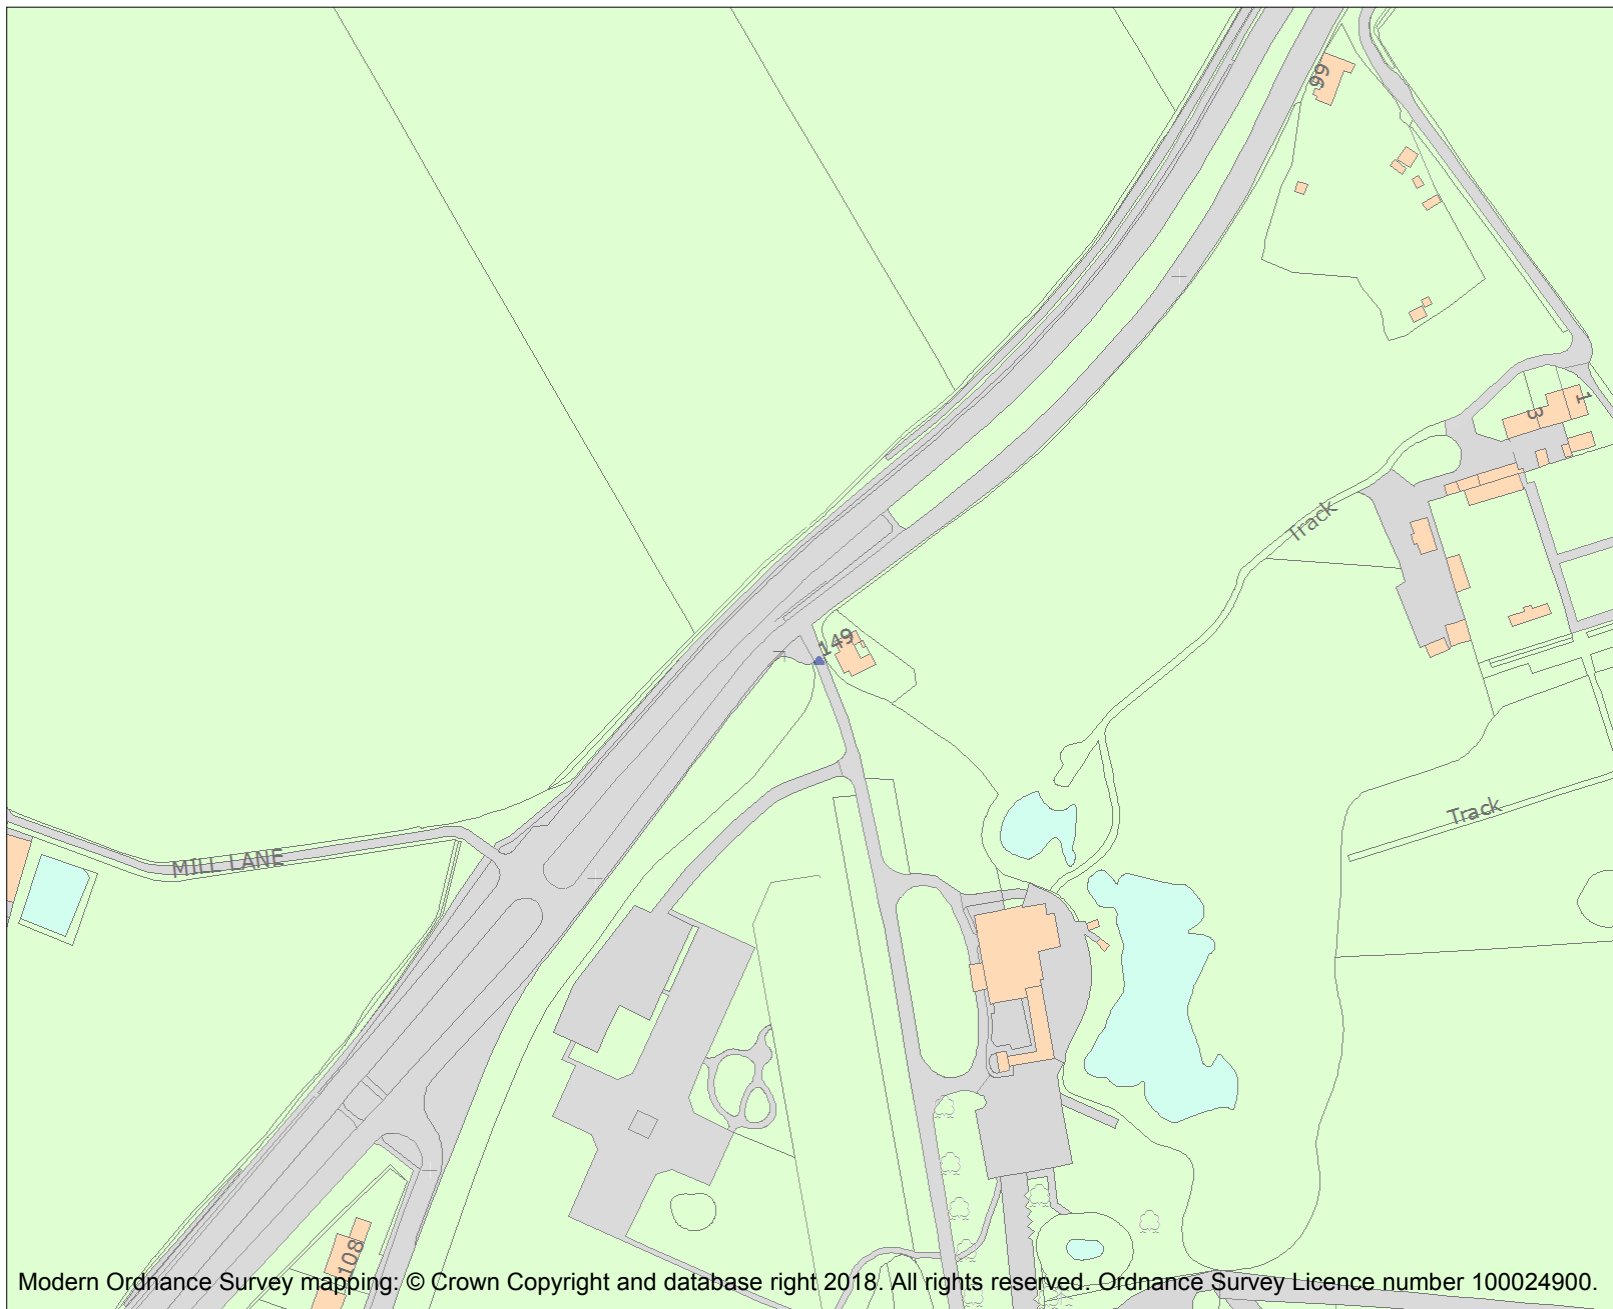 99
1
3
Track
149
Track
MILL LANE
108
Modern Ordnance Survey mapping: © Crown Copyright and database right 2018. All rights reserved. Ordnance Survey Licence number 100024900.